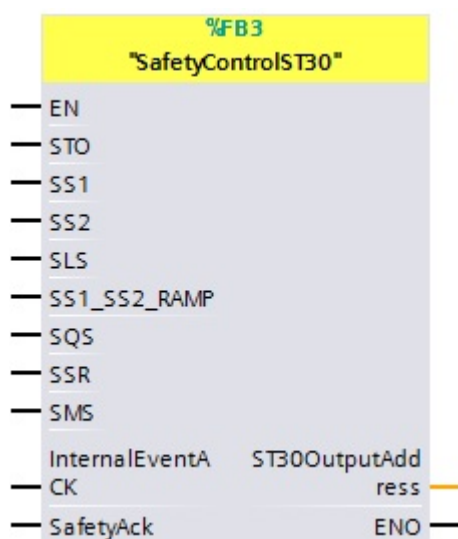 %FB3
"SafetyControlST30"
EN
STO
SS1
SS2
SLS
SS1_SS2_RAMP
SQS
SSR
SMS
InternalEventA ST30OutputAdd
CK ress
SafetyAck ENO